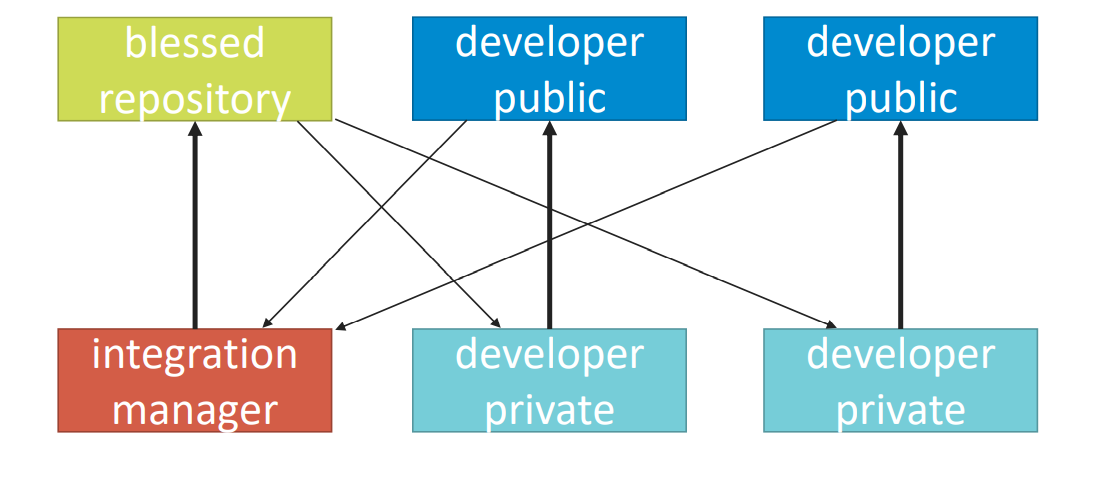 blessed
repository
developer
public
developer
public
integration
manager
developer
private
developer
private